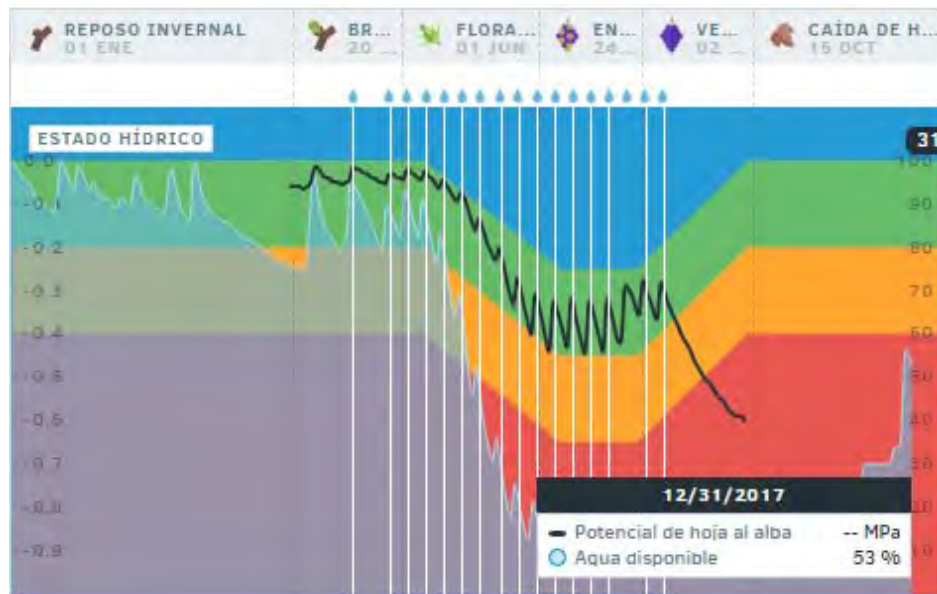 REPOSO INVERNAL
01 ENE
BR...
20 ...
FLORA...
01 JUN
EN...
24...
VE...
02 ...
CAÍDA DE H...
15 OCT
ESTADO HÍDRICO
31
0.0
100
-0.1
90
-0.2
80
-0.3
70
-0.4
60
-0.5
50
-0.6
40
-0.7
30
-0.8
-0.9
10
12/31/2017
Potencial de hoja al alba -- MPa
Agua disponible 53 %